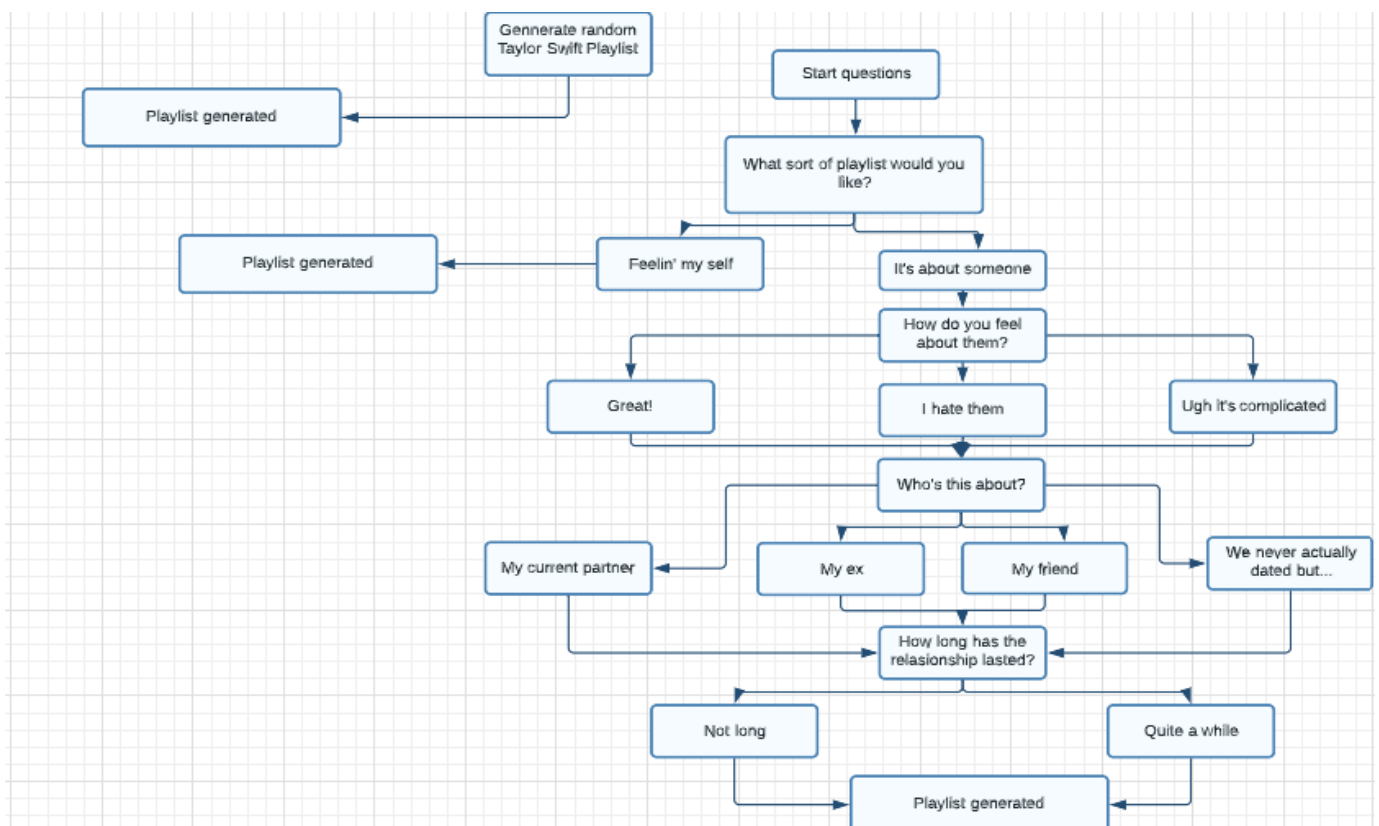 Gennerate random
Taylor Swift Playlist
Start questions
Playlist generated
What sort of playlist would you
like?
Playlist generated
Feelin' my self
It's about someone
How do you feel
about them?
Great!
I hate them
Ugh it's complicated
Who's this about?
My current partner
My ex
My friend
We never actually
dated but...
How long has the
relasionship lasted?
Not long
Quite a while
Playlist generated